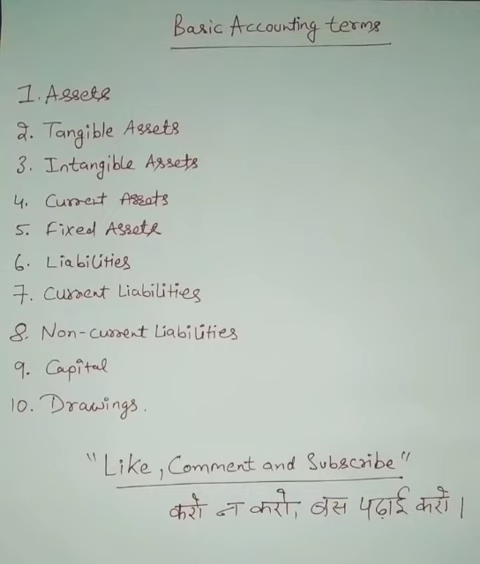 Basic Accounting terms
1. Assets
2. Tangible Assets
3. Intangible Assets
4. Current Assets
5. Fixed Assets
6. Liabilities
7. Current Liabilities
8. Non-current Liabilities
9. Capital
10. Drawings.
"Like, Comment and Subscribe"
करो न करो, बस पढ़ाई करो।